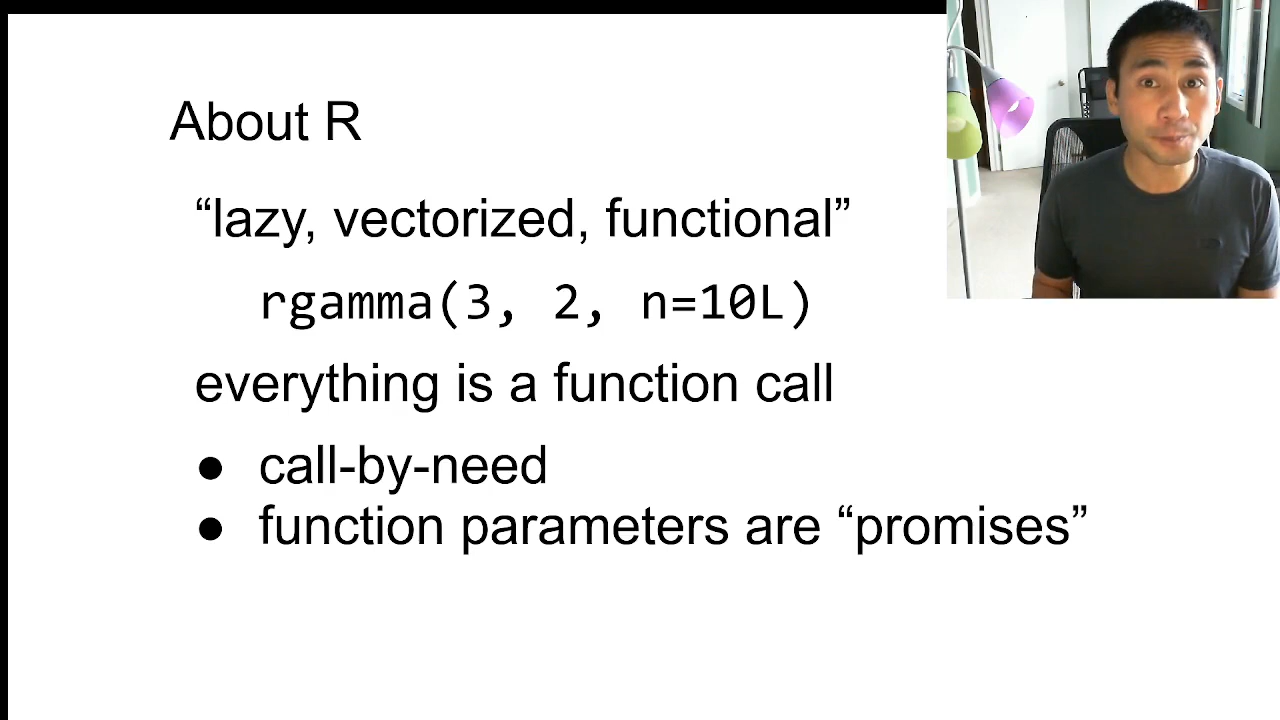 About R
“lazy, vectorized, functional”
rgamma(3, 2, n=10L)
everything is a function call
● call-by-need
● function parameters are “promises”